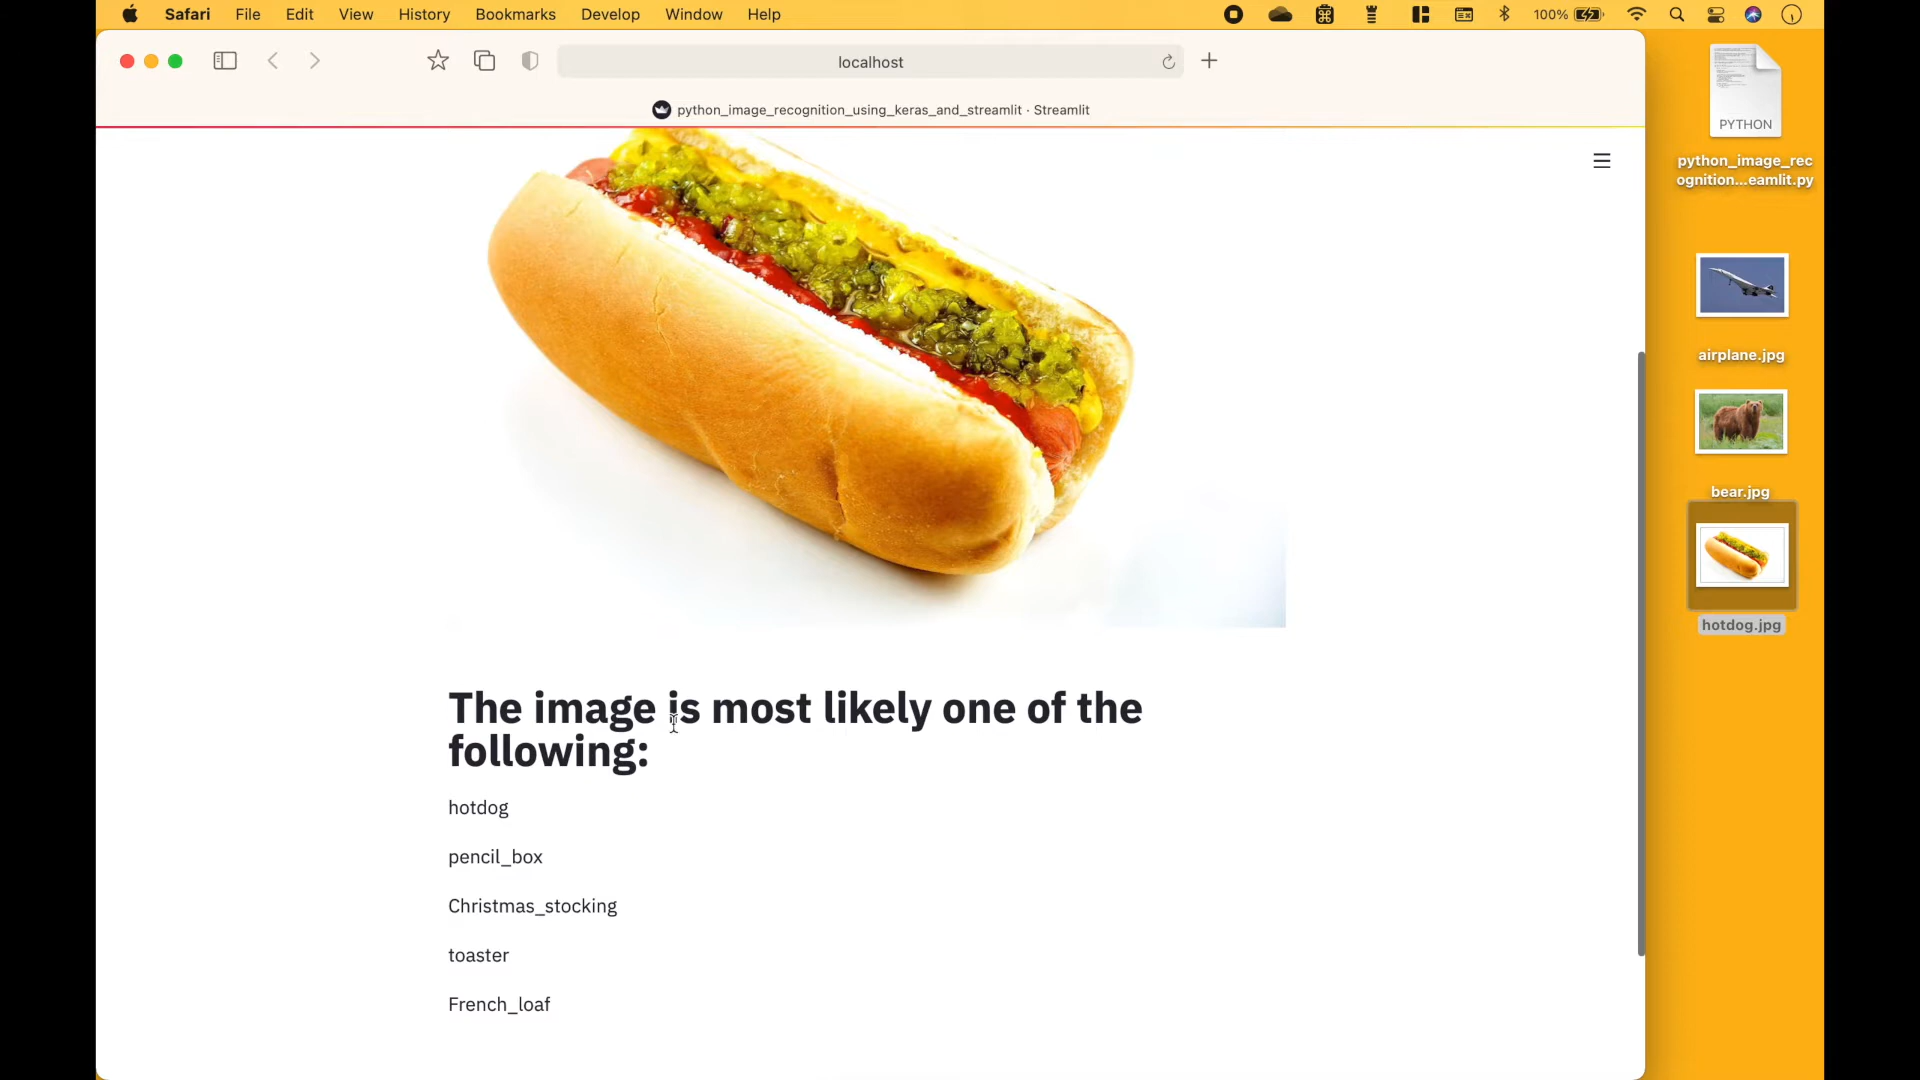 Safari File Edit View History Bookmarks Develop Window Help 100%
localhost
python_image_recognition_using_keras_and_streamlit · Streamlit
The image is most likely one of the
following:
hotdog
pencil_box
Christmas_stocking
toaster
French_loaf
PYTHON
python_image_rec
ognition...eamlit.py
airplane.jpg
bear.jpg
hotdog.jpg